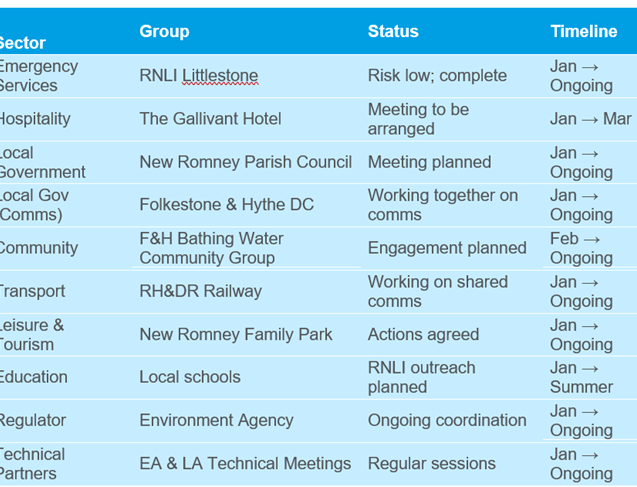 Sector Group Status Timeline
Emergency
Services RNLI Littlestone Risk low; complete Jan →
Ongoing
Hospitality The Gallivant Hotel Meeting to be
arranged Jan → Mar
Local
Government New Romney Parish Council Meeting planned Jan →
Ongoing
Local Gov
(Comms) Folkestone & Hythe DC Working together on
comms Jan →
Ongoing
Community F&H Bathing Water
Community Group Engagement planned Feb →
Ongoing
Transport RH&DR Railway Working on shared
comms Jan →
Ongoing
Leisure &
Tourism New Romney Family Park Actions agreed Jan →
Ongoing
Education Local schools RNLI outreach
planned Jan →
Summer
Regulator Environment Agency Ongoing coordination Jan →
Ongoing
Technical
Partners EA & LA Technical Meetings Regular sessions Jan →
Ongoing